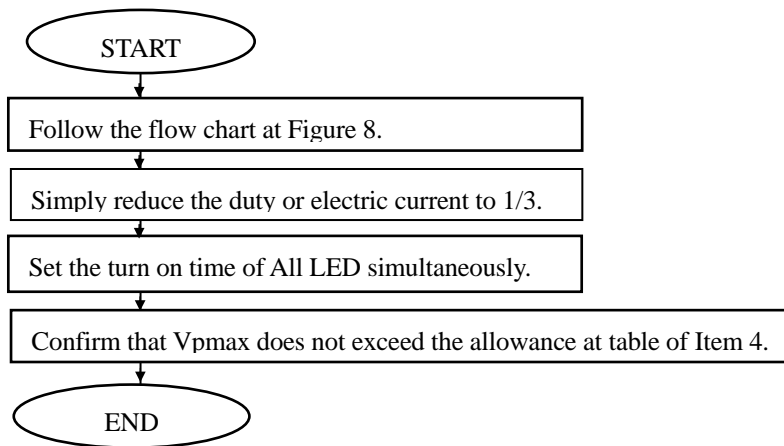 START
Follow the flow chart at Figure 8.
Simply reduce the duty or electric current to 1/3.
Set the turn on time of All LED simultaneously.
Confirm that Vpmax does not exceed the allowance at table of Item 4.
END